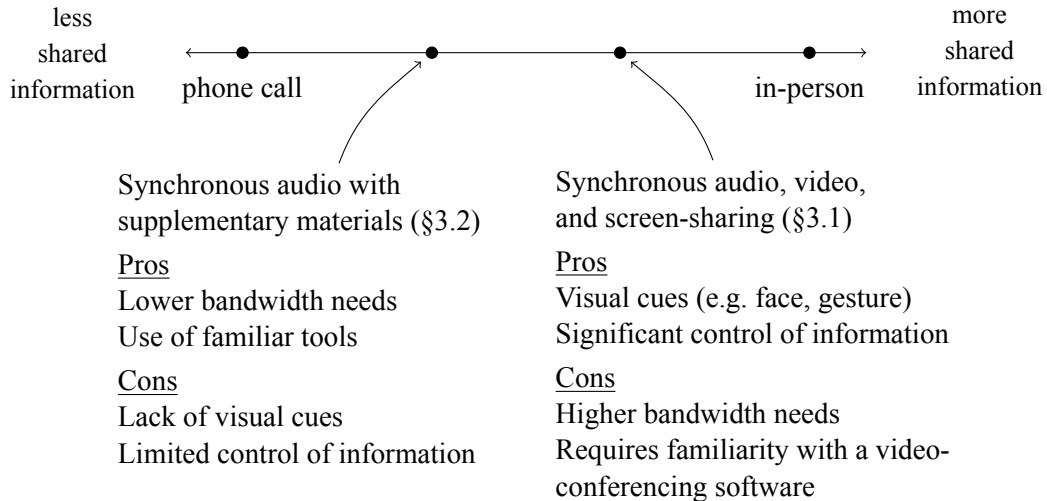 less
shared
information
more
shared
information
phone call
in-person
Synchronous audio with
supplementary materials (§3.2)
Pros
Lower bandwidth needs
Use of familiar tools
Cons
Lack of visual cues
Limited control of information
Synchronous audio, video,
and screen-sharing (§3.1)
Pros
Visual cues (e.g. face, gesture)
Significant control of information
Cons
Higher bandwidth needs
Requires familiarity with a video-
conferencing software